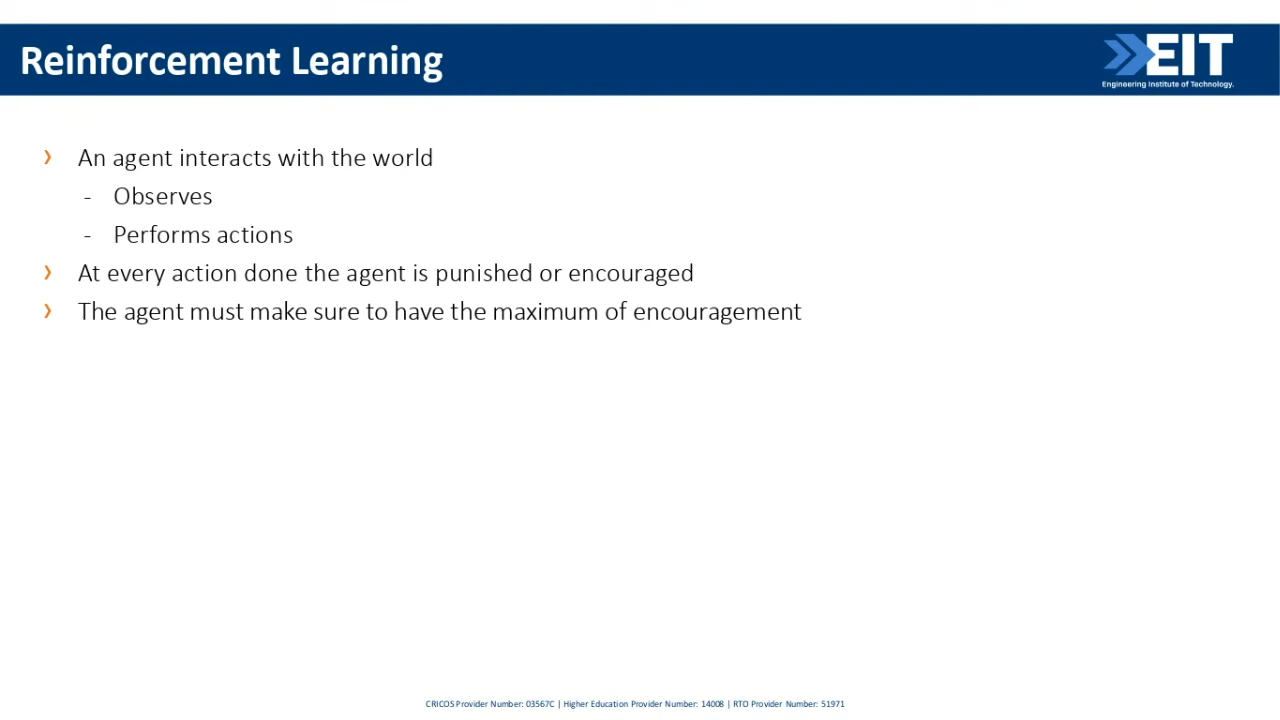 Reinforcement Learning
EIT
Engineering Institute of Technology.
› An agent interacts with the world
- Observes
- Performs actions
› At every action done the agent is punished or encouraged
› The agent must make sure to have the maximum of encouragement
CRICOS Provider Number: 03567C | Higher Education Provider Number: 14008 | RTO Provider Number: 51971